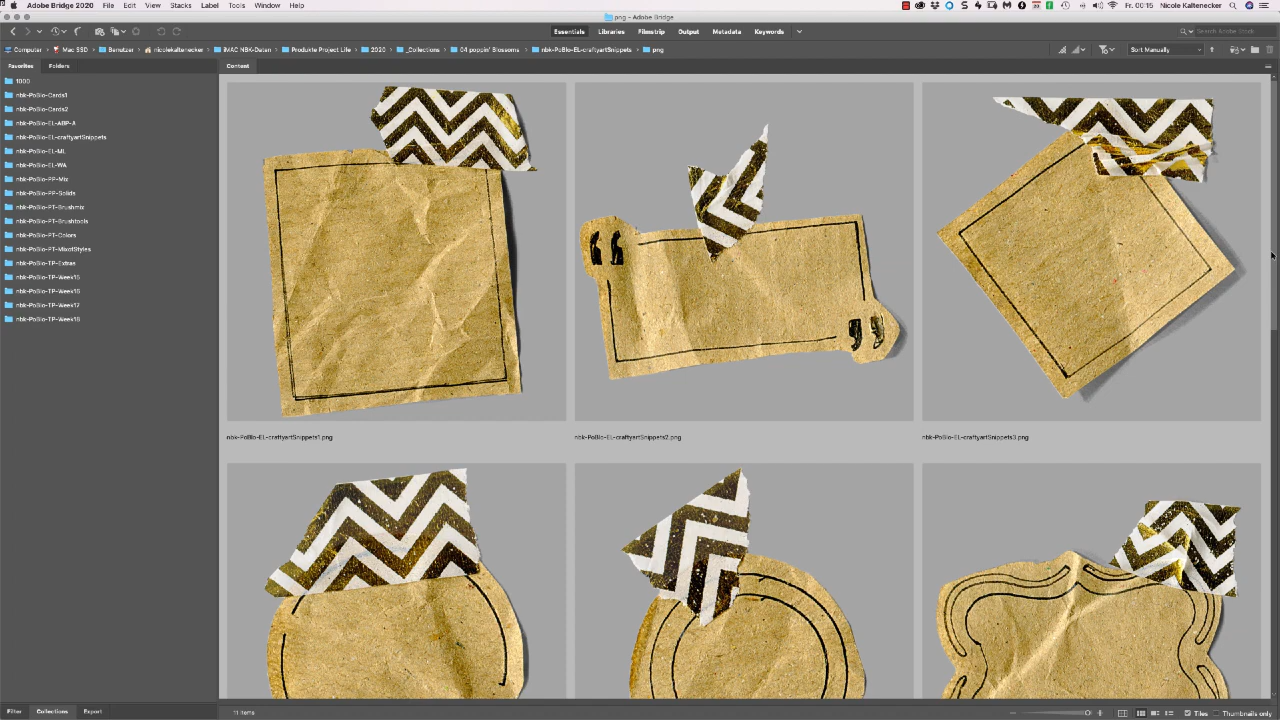 Adobe Bridge 2020 File Edit View Stacks Label Tools Window Help Fr. 00:15 Nicole Kaltenecker
png – Adobe Bridge
Essentials Libraries Filmstrip Output Metadata Keywords Search Adobe Stock
Computer Mac SSD Benutzer nicolekaltenecker iMAC NBK-Daten Produkte Project Life 2020 _Collections 04 poppin' Blossoms nbk-PoBlo-EL-craftyartSnippets png Sort Manually
Favorites Folders Content
1000
nbk-PoBlo-Cards1
nbk-PoBlo-Cards2
nbk-PoBlo-EL-ABP-A
nbk-PoBlo-EL-craftyartSnippets
nbk-PoBlo-EL-ML
nbk-PoBlo-EL-WA
nbk-PoBlo-PP-Mix
nbk-PoBlo-PP-Solids
nbk-PoBlo-PT-Brushmix
nbk-PoBlo-PT-Brushtools
nbk-PoBlo-PT-Colors
nbk-PoBlo-PT-MixofStyles
nbk-PoBlo-TP-Extras
nbk-PoBlo-TP-Week15
nbk-PoBlo-TP-Week16
nbk-PoBlo-TP-Week17
nbk-PoBlo-TP-Week18
nbk-PoBlo-EL-craftyartSnippets1.png nbk-PoBlo-EL-craftyartSnippets2.png nbk-PoBlo-EL-craftyartSnippets3.png
Filter Collections Export 11 items Tiles Thumbnails only